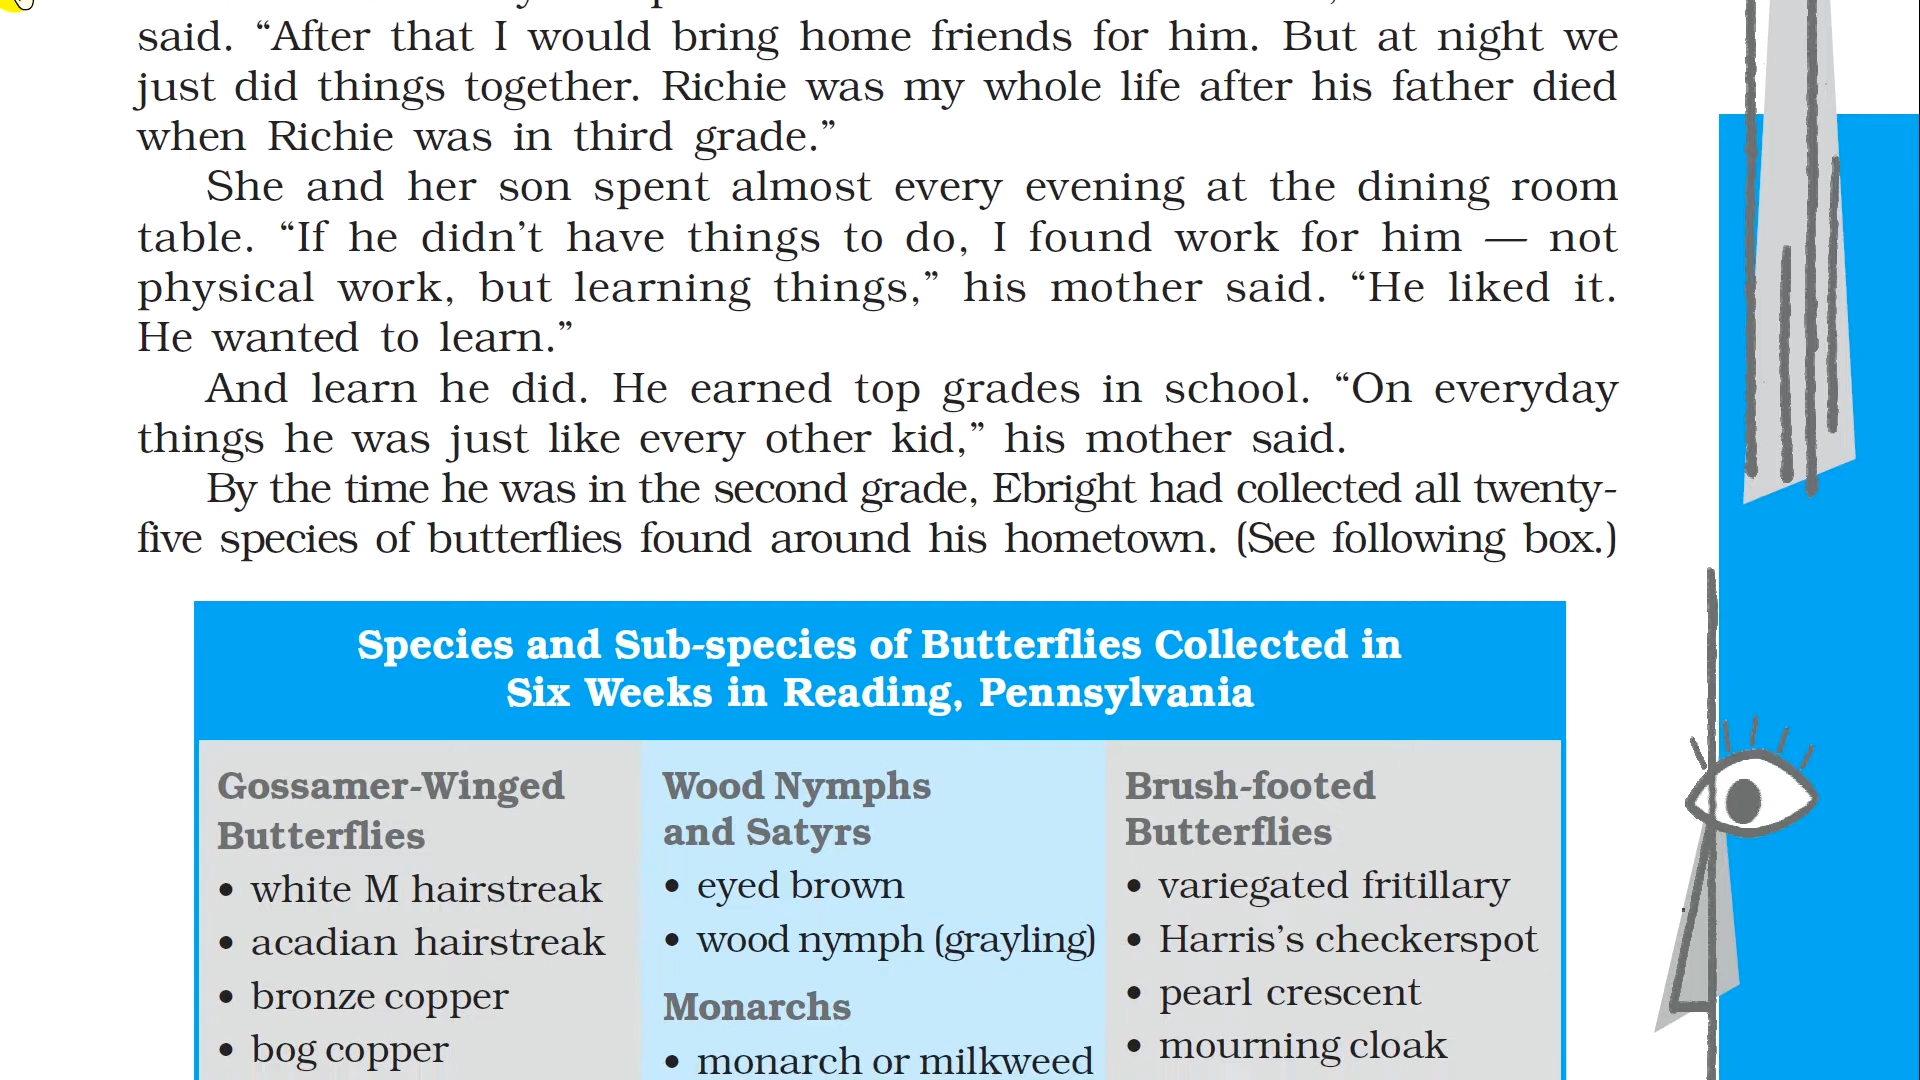 said. “After that I would bring home friends for him. But at night we
just did things together. Richie was my whole life after his father died
when Richie was in third grade.”
She and her son spent almost every evening at the dining room
table. “If he didn’t have things to do, I found work for him — not
physical work, but learning things,” his mother said. “He liked it.
He wanted to learn.”
And learn he did. He earned top grades in school. “On everyday
things he was just like every other kid,” his mother said.
By the time he was in the second grade, Ebright had collected all twenty-
five species of butterflies found around his hometown. (See following box.)
Species and Sub-species of Butterflies Collected in
Six Weeks in Reading, Pennsylvania
Gossamer-Winged
Butterflies
• white M hairstreak
• acadian hairstreak
• bronze copper
• bog copper
Wood Nymphs
and Satyrs
• eyed brown
• wood nymph (grayling)
Monarchs
• monarch or milkweed
Brush-footed
Butterflies
• variegated fritillary
• Harris’s checkerspot
• pearl crescent
• mourning cloak